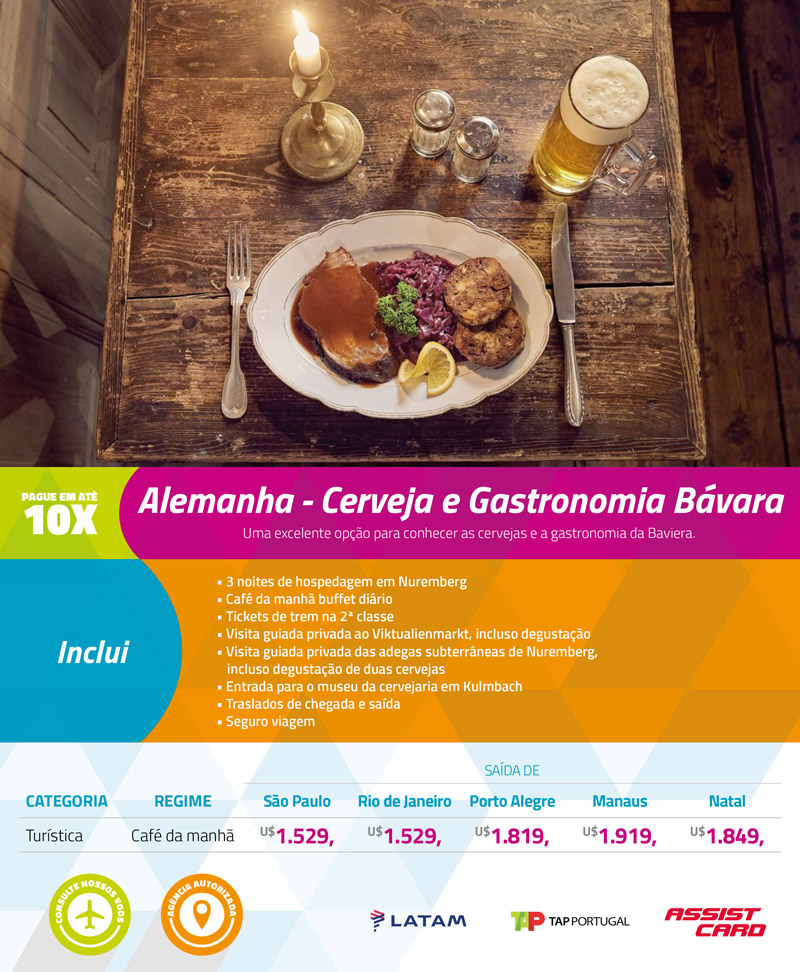 PAGUE EM ATÉ
10X
Alemanha - Cerveja e Gastronomia Bávara
Uma excelente opção para conhecer as cervejas e a gastronomia da Baviera.
Inclui
• 3 noites de hospedagem em Nuremberg
• Café da manhã buffet diário
• Tickets de trem na 2ª classe
• Visita guiada privada ao Viktualienmarkt, incluso degustação
• Visita guiada privada das adegas subterrâneas de Nuremberg,
incluso degustação de duas cervejas
• Entrada para o museu da cervejaria em Kulmbach
• Traslados de chegada e saída
• Seguro viagem
SAÍDA DE
CATEGORIA REGIME São Paulo Rio de Janeiro Porto Alegre Manaus Natal
Turística Café da manhã U$1.529, U$1.529, U$1.819, U$1.919, U$1.849,
CONSULTE NOSSOS VOOS
AGÊNCIA AUTORIZADA
LATAM
TAP TAP PORTUGAL
ASSIST
CARD